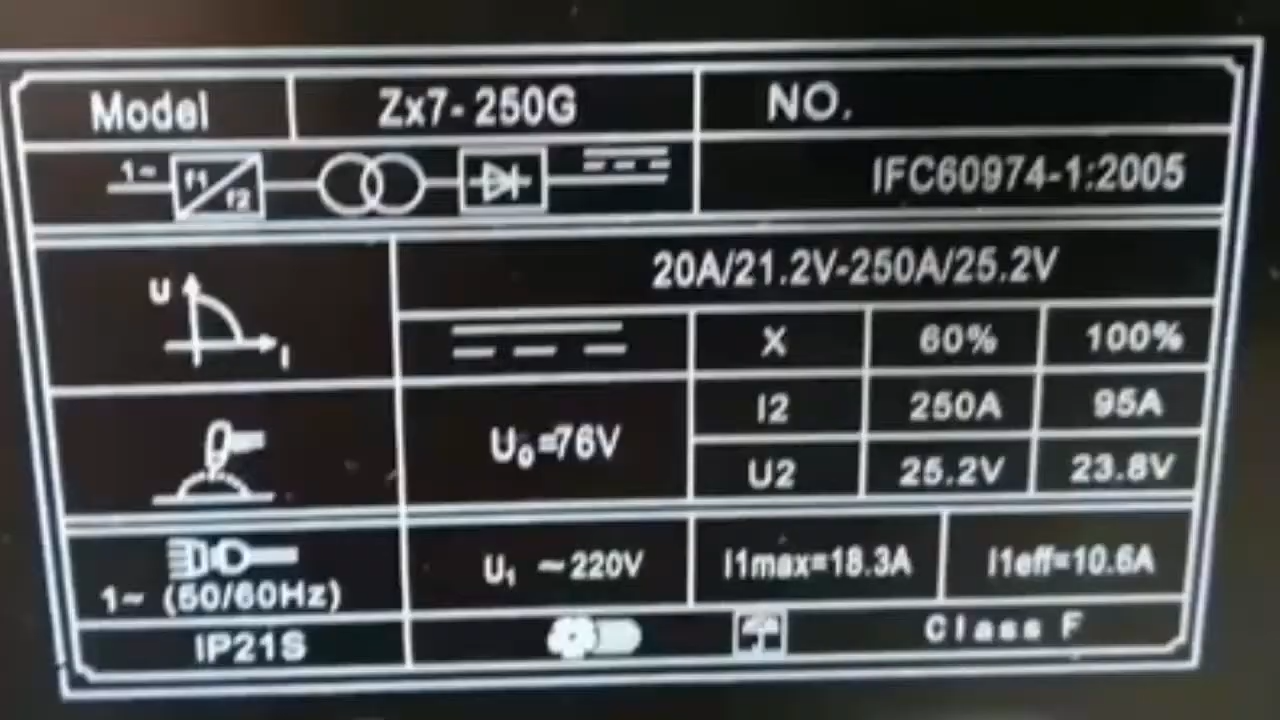 Model Zx7-250G NO.
1~ f1 f2 IFC60974-1:2005
U I
20A/21.2V-250A/25.2V
X 60% 100%
U0=76V
I2 250A 95A
U2 25.2V 23.8V
1~ (50/60Hz)
U1 ~220V I1max=18.3A I1eff=10.6A
IP21S Class F